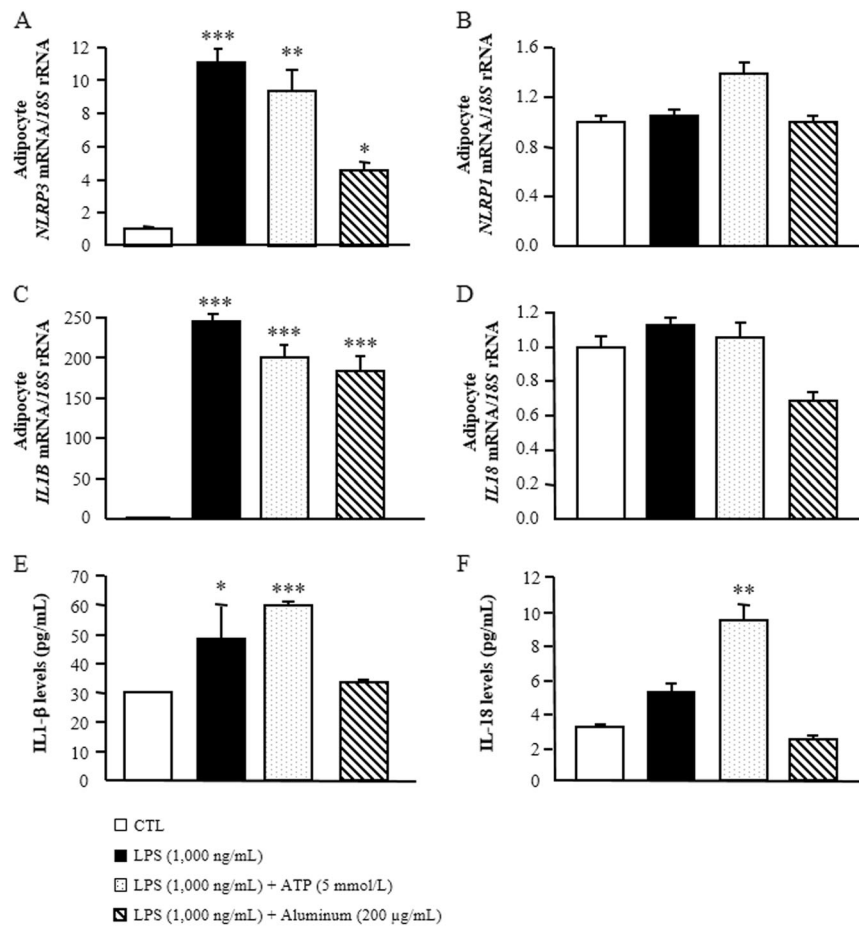 A
Adipocyte
NLRP3 mRNA/18S rRNA
12
10
8
6
4
2
0
***
**
*
B
Adipocyte
NLRP1 mRNA/18S rRNA
1.6
1.2
0.8
0.4
0.0
C
Adipocyte
IL1B mRNA/18S rRNA
250
200
150
100
50
0
***
***
***
D
Adipocyte
IL18 mRNA/18S rRNA
1.2
1.0
0.8
0.6
0.4
0.2
0.0
E
IL1-β levels (pg/mL)
70
60
50
40
30
20
10
0
*
***
F
IL-18 levels (pg/mL)
12
10
8
6
4
2
0
**
CTL
LPS (1,000 ng/mL)
LPS (1,000 ng/mL) + ATP (5 mmol/L)
LPS (1,000 ng/mL) + Aluminum (200 µg/mL)